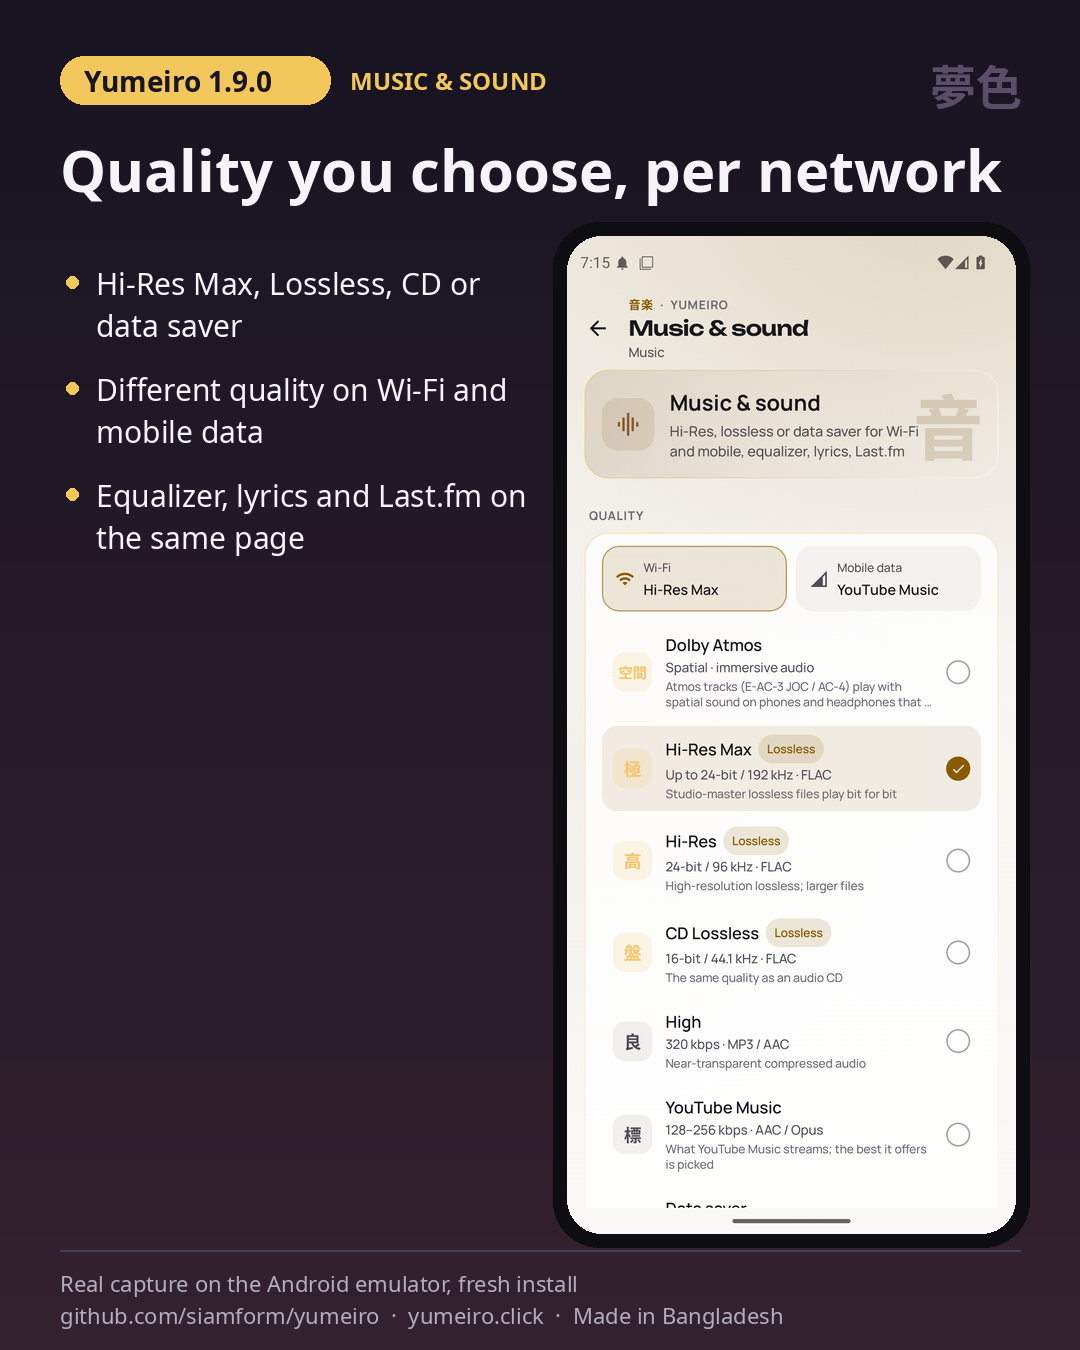 Yumeiro 1.9.0
MUSIC & SOUND
夢色
Quality you choose, per network
Hi-Res Max, Lossless, CD or
data saver
Different quality on Wi-Fi and
mobile data
Equalizer, lyrics and Last.fm on
the same page
7:15
音楽 · YUMEIRO
Music & sound
Music
Music & sound
Hi-Res, lossless or data saver for Wi-Fi
and mobile, equalizer, lyrics, Last.fm
音
QUALITY
Wi-Fi
Hi-Res Max
Mobile data
YouTube Music
空間
Dolby Atmos
Spatial · immersive audio
Atmos tracks (E-AC-3 JOC / AC-4) play with
spatial sound on phones and headphones that ...
極
Hi-Res Max
Lossless
Up to 24-bit / 192 kHz · FLAC
Studio-master lossless files play bit for bit
高
Hi-Res
Lossless
24-bit / 96 kHz · FLAC
High-resolution lossless; larger files
盤
CD Lossless
Lossless
16-bit / 44.1 kHz · FLAC
The same quality as an audio CD
良
High
320 kbps · MP3 / AAC
Near-transparent compressed audio
標
YouTube Music
128–256 kbps · AAC / Opus
What YouTube Music streams; the best it offers
is picked
Data saver
Real capture on the Android emulator, fresh install
github.com/siamform/yumeiro · yumeiro.click · Made in Bangladesh